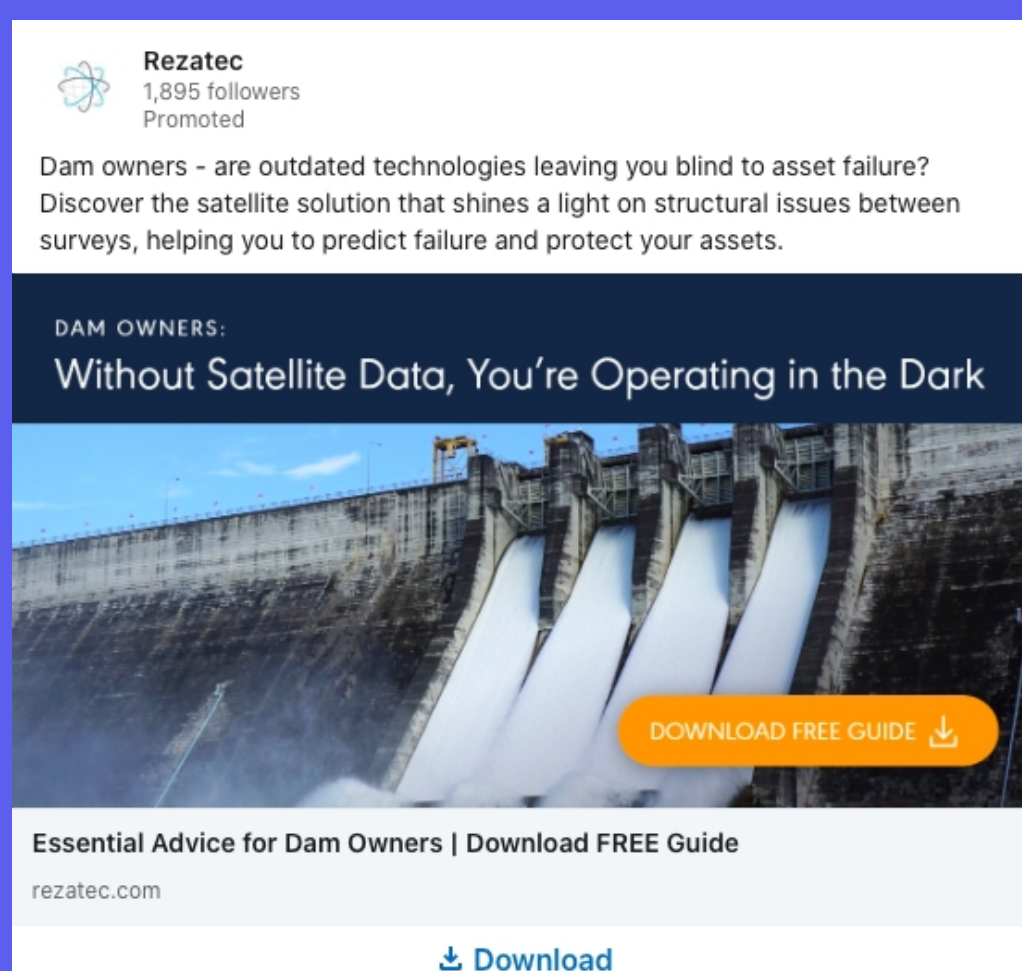 Rezatec
1,895 followers
Promoted
Dam owners - are outdated technologies leaving you blind to asset failure?
Discover the satellite solution that shines a light on structural issues between
surveys, helping you to predict failure and protect your assets.
DAM OWNERS:
Without Satellite Data, You’re Operating in the Dark
DOWNLOAD FREE GUIDE
Essential Advice for Dam Owners | Download FREE Guide
rezatec.com
Download